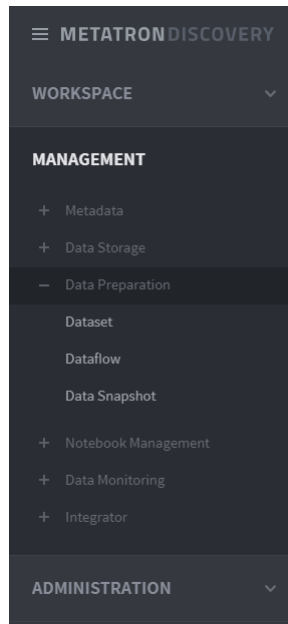 METATRONDISCOVERY
WORKSPACE
MANAGEMENT
+ Metadata
+ Data Storage
− Data Preparation
Dataset
Dataflow
Data Snapshot
+ Notebook Management
+ Data Monitoring
+ Integrator
ADMINISTRATION